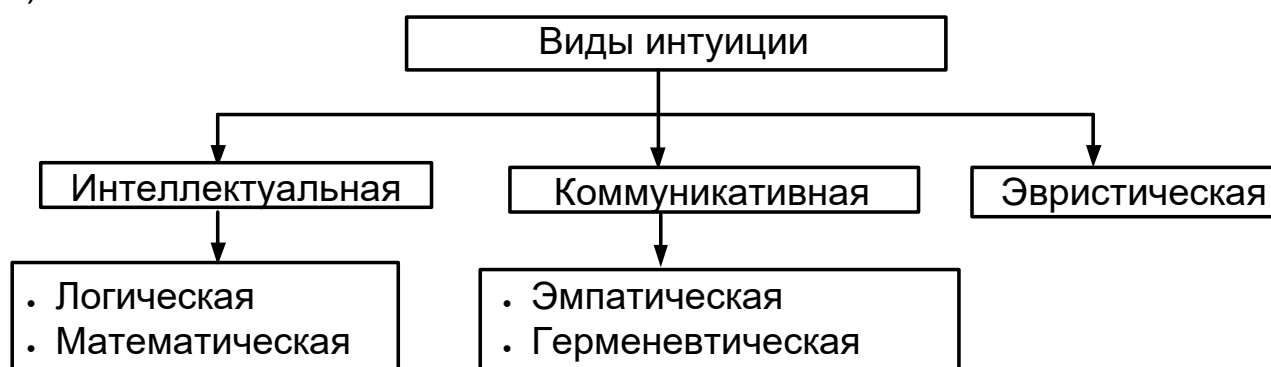 Виды интуиции
Интеллектуальная
Коммуникативная
Эвристическая
• Логическая
• Математическая
• Эмпатическая
• Герменевтическая